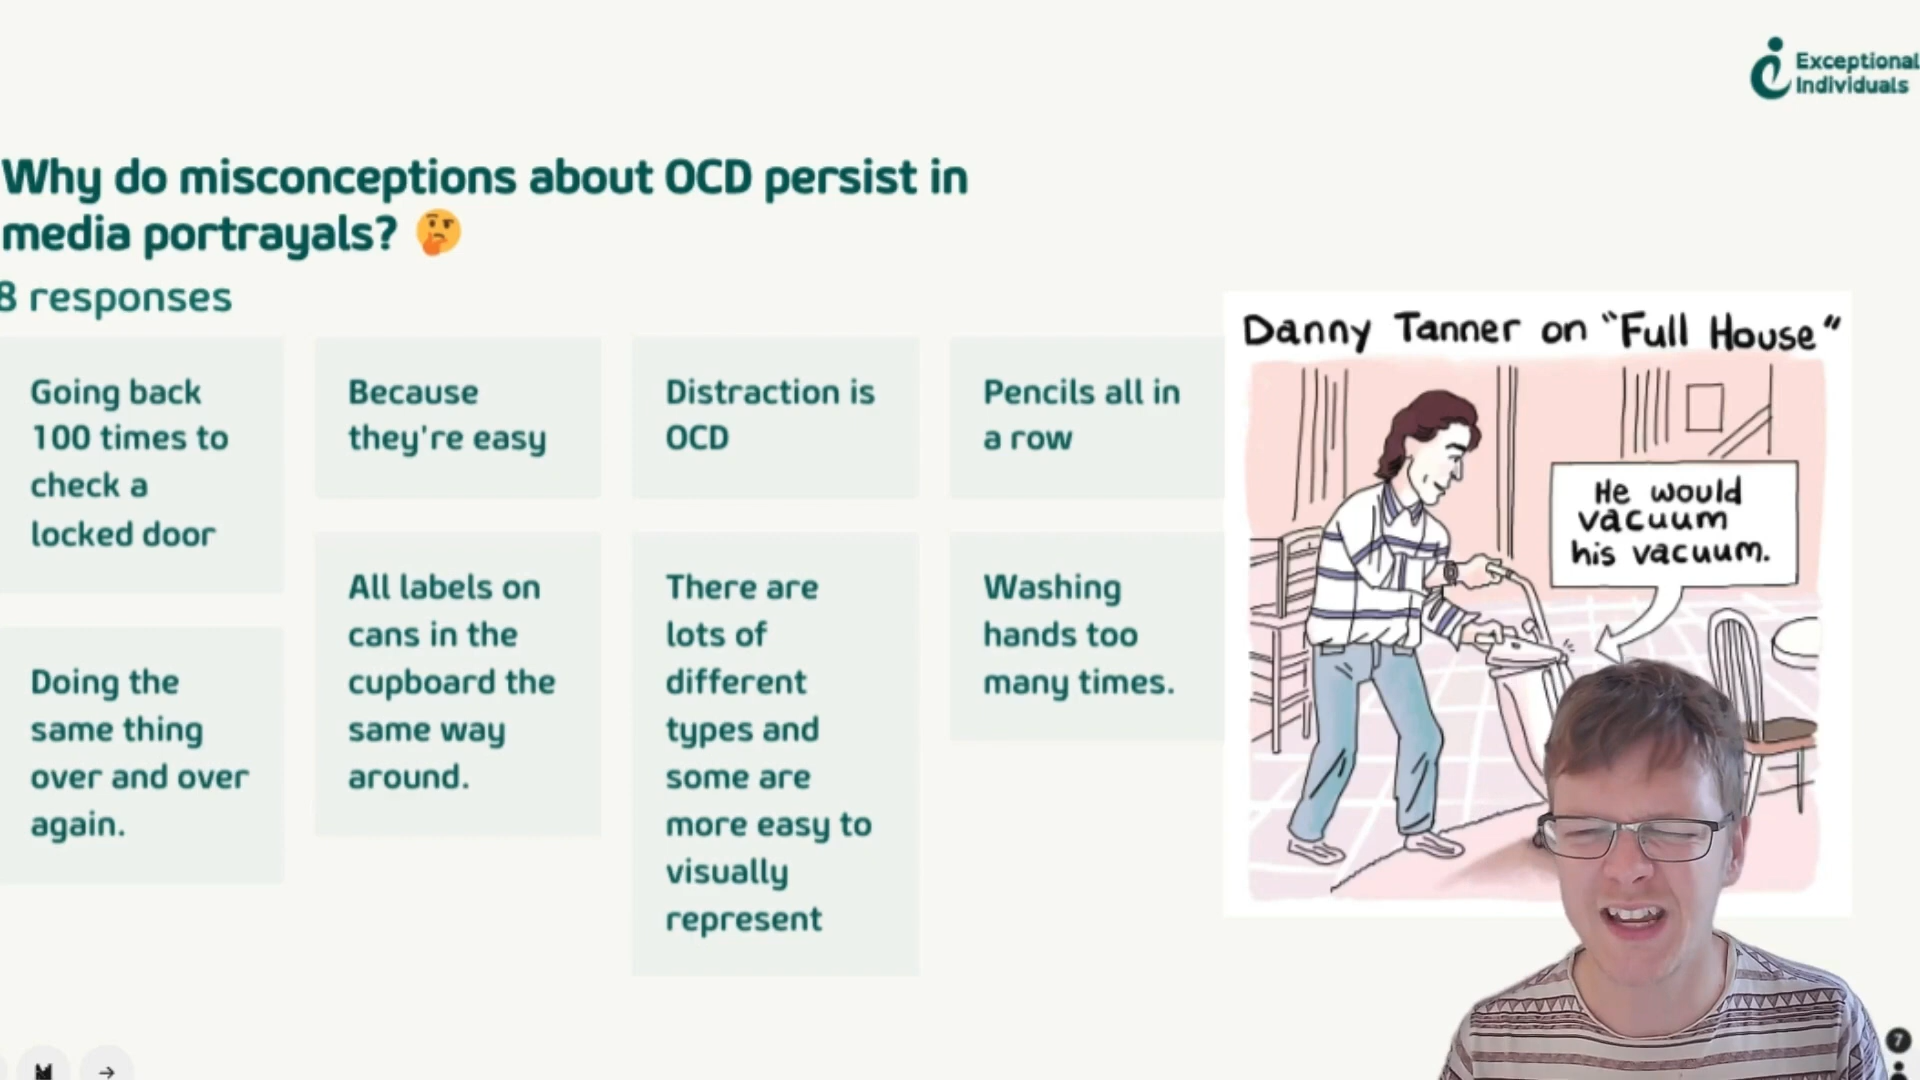 Exceptional
Individuals
Why do misconceptions about OCD persist in
media portrayals? 🤔
8 responses
Going back
100 times to
check a
locked door
Doing the
same thing
over and over
again.
Because
they're easy
All labels on
cans in the
cupboard the
same way
around.
Distraction is
OCD
There are
lots of
different
types and
some are
more easy to
visually
represent
Pencils all in
a row
Washing
hands too
many times.
Danny Tanner on "Full House"
He would
vacuum
his vacuum.
7